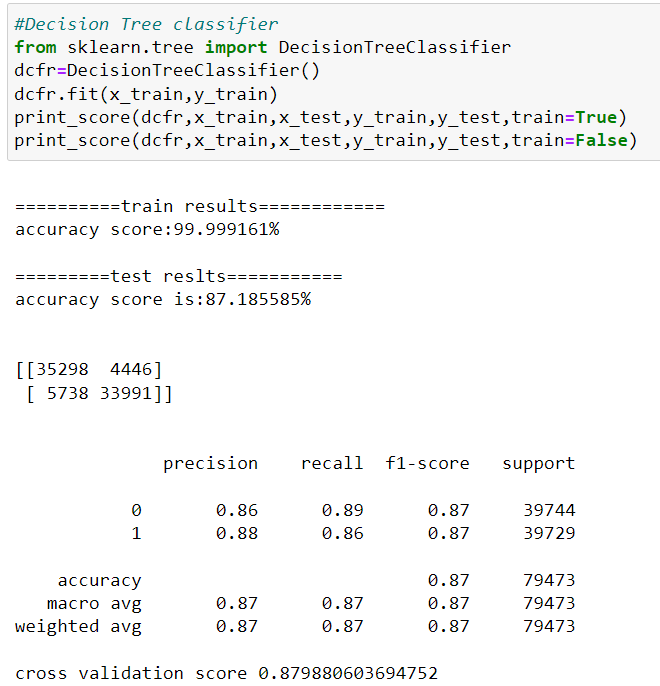 #Decision Tree classifier
from sklearn.tree import DecisionTreeClassifier
dcfr=DecisionTreeClassifier()
dcfr.fit(x_train,y_train)
print_score(dcfr,x_train,x_test,y_train,y_test,train=True)
print_score(dcfr,x_train,x_test,y_train,y_test,train=False)
==========train results============
accuracy score:99.999161%
=========test reslts===========
accuracy score is:87.185585%
[[35298  4446]
 [ 5738 33991]]
              precision    recall  f1-score   support
           0       0.86      0.89      0.87     39744
           1       0.88      0.86      0.87     39729
    accuracy                           0.87     79473
   macro avg       0.87      0.87      0.87     79473
weighted avg       0.87      0.87      0.87     79473
cross validation score 0.879880603694752